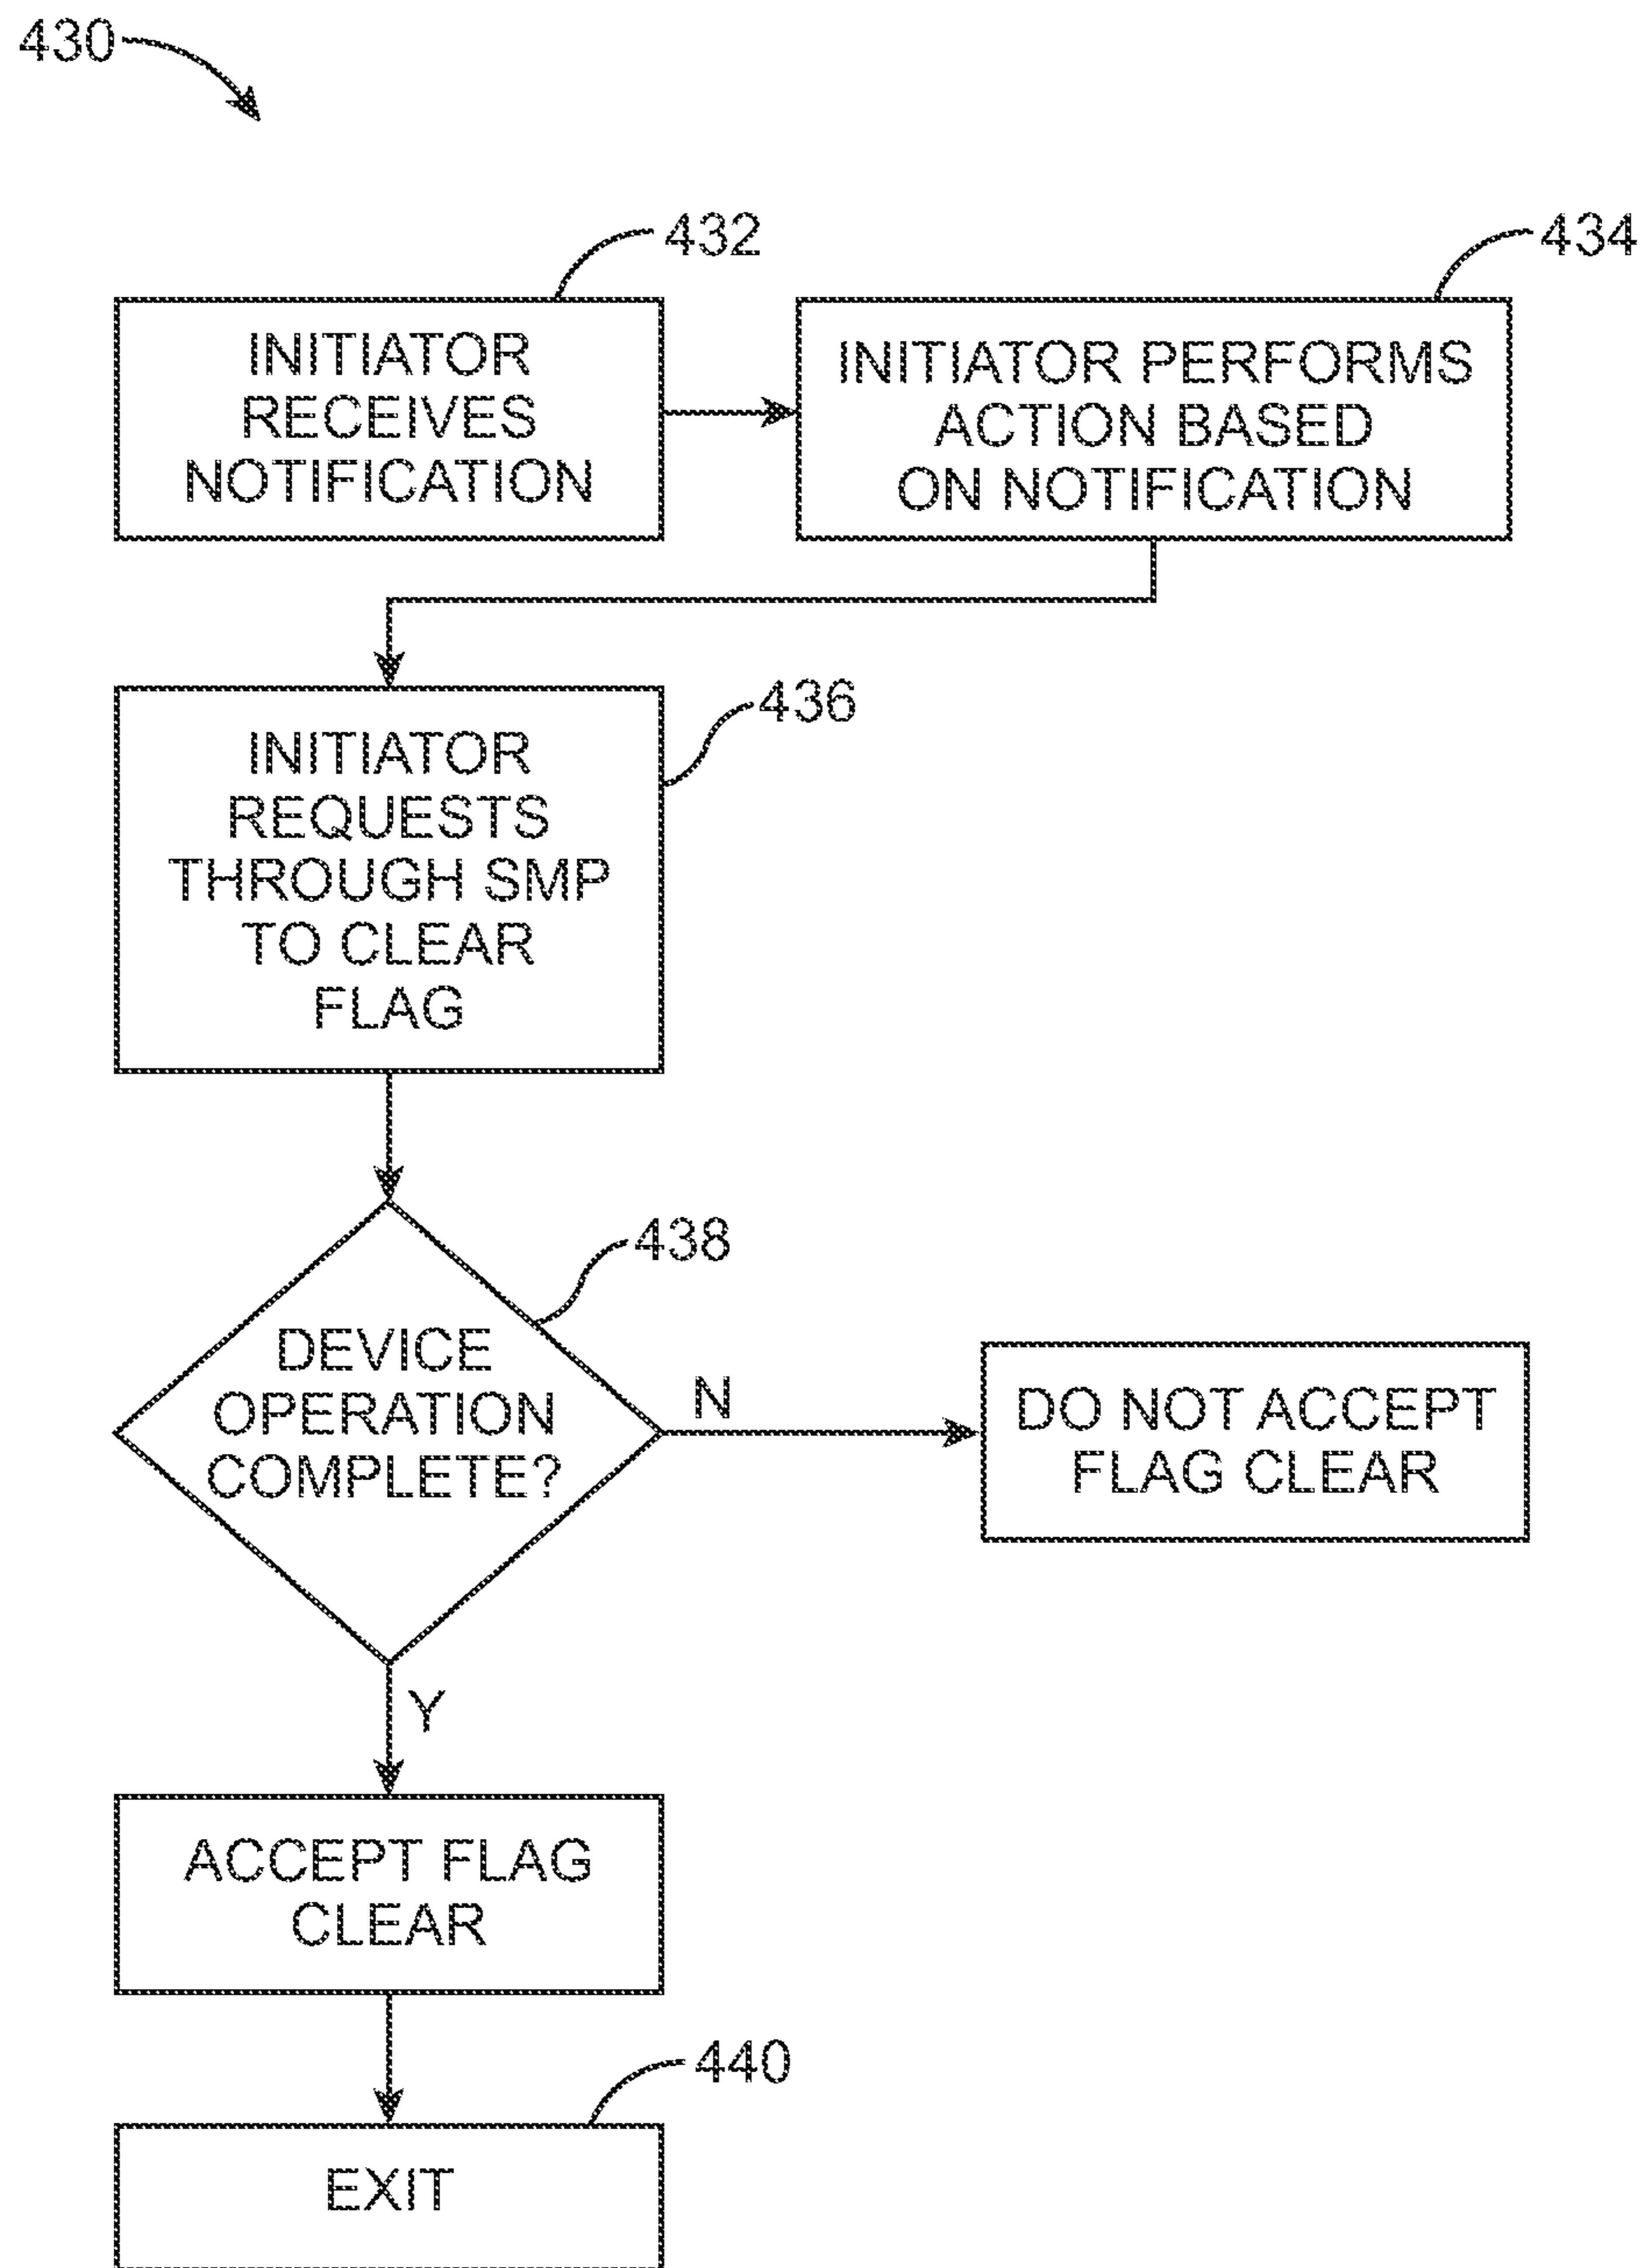 430
432
434
INITIATOR
RECEIVES
NOTIFICATION
INITIATOR PERFORMS
ACTION BASED
ON NOTIFICATION
436
INITIATOR
REQUESTS
THROUGH SMP
TO CLEAR
FLAG
438
DEVICE
OPERATION
COMPLETE?
N
DO NOT ACCEPT
FLAG CLEAR
Y
ACCEPT FLAG
CLEAR
440
EXIT